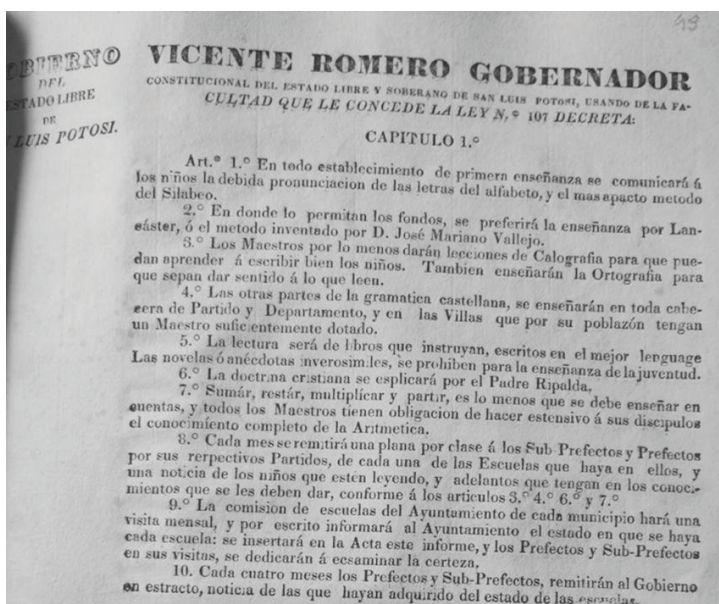 49
GOBIERNO
DEL
ESTADO LIBRE
DE
LUIS POTOSI.
VICENTE ROMERO GOBERNADOR
CONSTITUCIONAL DEL ESTADO LIBRE Y SOBERANO DE SAN LUIS POTOSI, USANDO DE LA FA-
CULTAD QUE LE CONCEDE LA LEY N.º 107 DECRETA:
CAPITULO 1.º
Art.º 1.º En todo establecimiento de primera enseñanza se comunicará á
los niños la debida pronunciacion de las letras del alfabeto, y el mas apacto metodo
del Silabeo.
2.º En donde lo permitan los fondos, se preferirá la enseñanza por Lan-
cáster, ó el metodo inventado por D. José Mariano Vallejo.
3.º Los Maestros por lo menos darán lecciones de Calografia para que pue-
dan aprender á escribir bien los niños. Tambien enseñarán la Ortografia para
que sepan dar sentido á lo que leen.
4.º Las otras partes de la gramatica castellana, se enseñarán en toda cabe-
cera de Partido y Departamento, y en las Villas que por su poblazón tengan
un Maestro suficientemente dotado.
5.º La lectura será de libros que instruyan, escritos en el mejor lenguage
Las novelas ó anécdotas inverosimiles, se prohiben para la enseñanza de la juventud.
6.º La doctrina cristiana se esplicará por el Padre Ripalda.
7.º Sumár, restár, multiplicár y partir, es lo menos que se debe enseñar en
cuentas, y todos los Maestros tienen obligacion de hacer estensivo á sus discipulos
el conocimiento completo de la Aritmetica.
8.º Cada mes se remitirá una plana por clase á los Sub Prefectos y Prefectos
por sus rerpectivos Partidos, de cada una de las Escuelas que haya en ellos, y
una noticia de los niños que estén leyendo, y adelantos que tengan en los conoci-
mientos que se les deben dar, conforme á los articulos 3.º 4.º 6.º y 7.º
9.º La comisión de escuelas del Ayuntamiento de cada municipio hará una
visita mensal, y por escrito informará al Ayuntamiento el estado en que se haya
cada escuela: se insertará en la Acta este informe, y los Prefectos y Sub-Prefectos
en sus visitas, se dedicarán á ecsaminar la certeza.
10. Cada cuatro meses los Prefectos y Sub-Prefectos, remitirán al Gobierno
en estracto, noticia de las que hayan adquirido del estado de las escuelas.